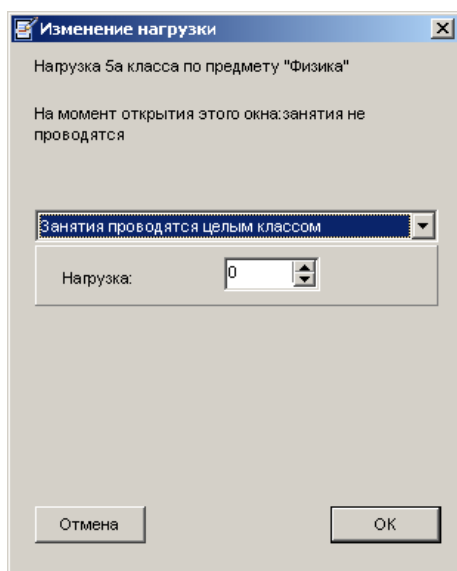 Изменение нагрузки
Нагрузка 5а класса по предмету "Физика"
На момент открытия этого окна:занятия не
проводятся
Занятия проводятся целым классом
Нагрузка: 0
Отмена OK